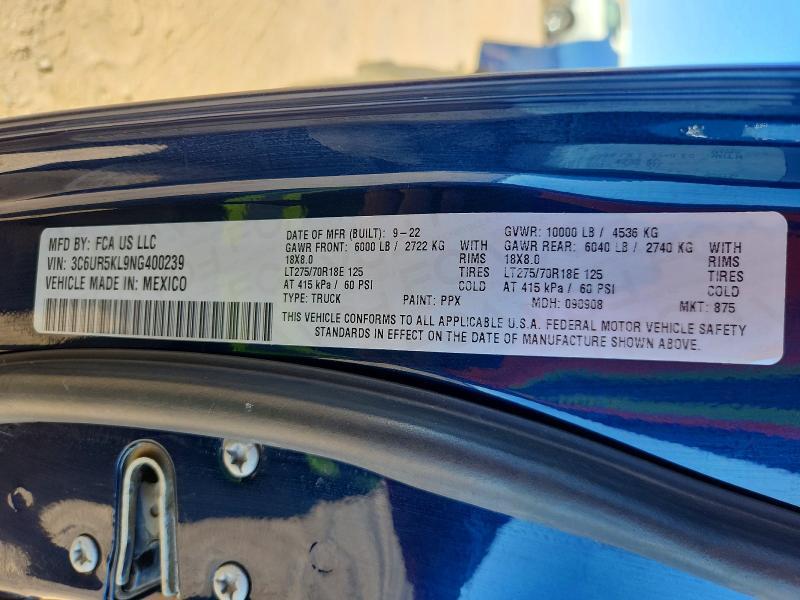 MFD BY: FCA US LLC
VIN: 3C6UR5KL9NG400239
VEHICLE MADE IN: MEXICO
DATE OF MFR (BUILT): 9-22
GAWR FRONT: 6000 LB / 2722 KG
18X8.0 RIMS
LT275/70R18E 125 TIRES
AT 415 kPa / 60 PSI COLD
TYPE: TRUCK PAINT: PPX
GVWR: 10000 LB / 4536 KG
GAWR REAR: 6040 LB / 2740 KG
18X8.0 RIMS
LT275/70R18E 125 TIRES
AT 415 kPa / 60 PSI COLD
MDH: 090908 MKT: 875
THIS VEHICLE CONFORMS TO ALL APPLICABLE U.S.A. FEDERAL MOTOR VEHICLE SAFETY
STANDARDS IN EFFECT ON THE DATE OF MANUFACTURE SHOWN ABOVE.